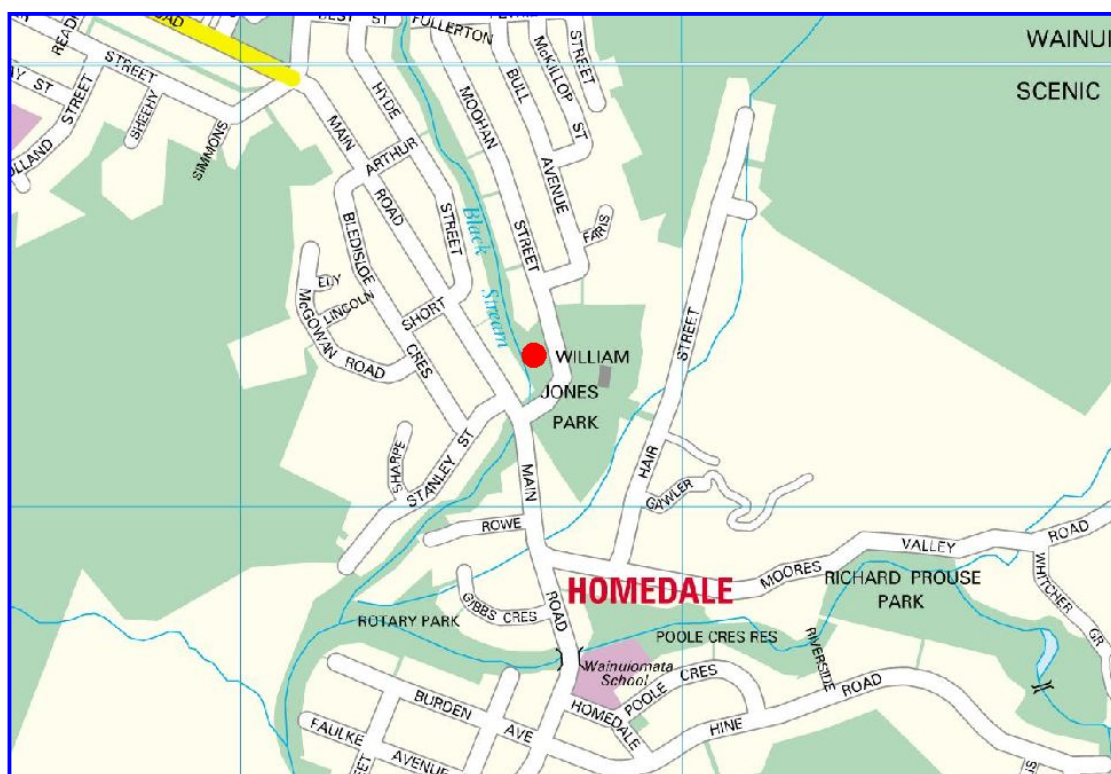 ROAD
BEST ST
FULLERTON
WAINUI
SCENIC
STREET
STREET
SHEEHY
SIMMONS
MAIN
ROAD
HYDE
STREET
ARTHUR
MOOHAN
STREET
BULL
AVENUE
McKILLOP
ST
STREET
FARIS
Black
Stream
BLEDISLOE
CRES
ELY
LINCOLN
McGOWAN ROAD
SHORT
WILLIAM
JONES
PARK
STREET
HAIR
SHARPE
STANLEY ST
MAIN
ROAD
ROWE
GAWLER
HOMEDALE
MOORES
VALLEY
ROAD
RICHARD PROUSE
PARK
WHITCHER
GR
GIBBS CRES
ROTARY PARK
POOLE CRES RES
RIVERSIDE
Wainuiomata
School
POOLE CRES
HOMEDALE
HINE
ROAD
BURDEN
AVE
FAULKE
AVENUE